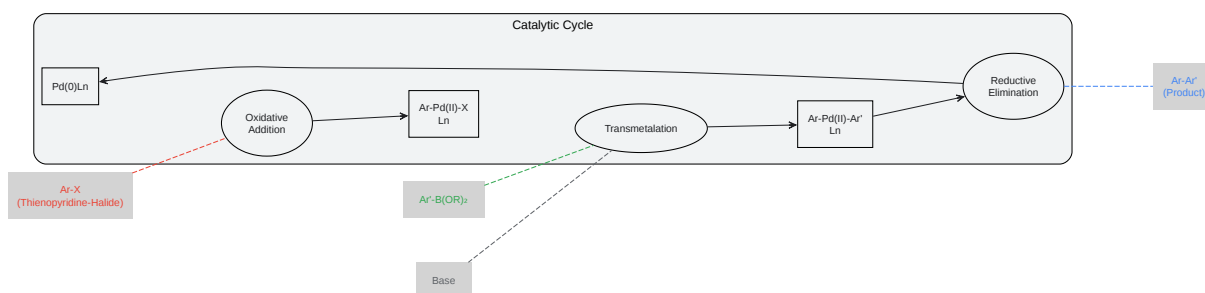 Catalytic Cycle
Pd(0)Ln
Oxidative
Addition
Ar-Pd(II)-X
Ln
Transmetalation
Ar-Pd(II)-Ar'
Ln
Reductive
Elimination
Ar-Ar'
(Product)
Ar-X
(Thienopyridine-Halide)
Ar'-B(OR)₂
Base